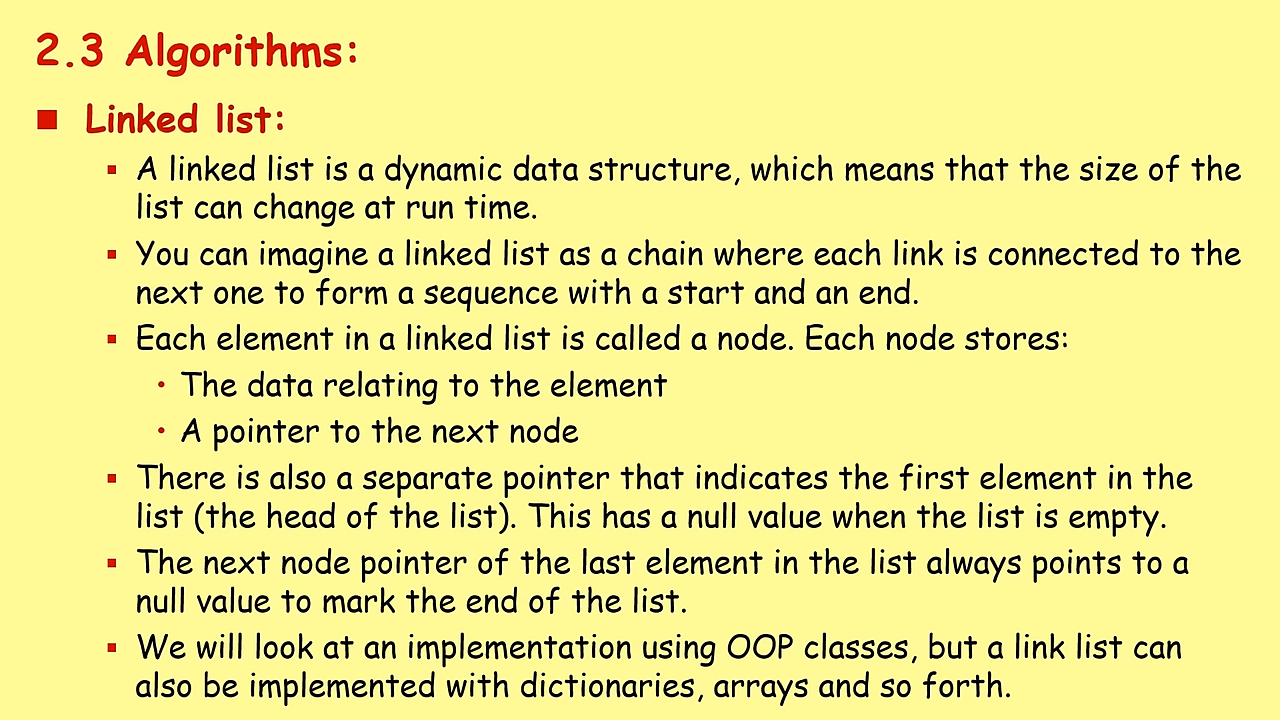 2.3 Algorithms:
Linked list:
A linked list is a dynamic data structure, which means that the size of the
list can change at run time.
You can imagine a linked list as a chain where each link is connected to the
next one to form a sequence with a start and an end.
Each element in a linked list is called a node. Each node stores:
The data relating to the element
A pointer to the next node
There is also a separate pointer that indicates the first element in the
list (the head of the list). This has a null value when the list is empty.
The next node pointer of the last element in the list always points to a
null value to mark the end of the list.
We will look at an implementation using OOP classes, but a link list can
also be implemented with dictionaries, arrays and so forth.